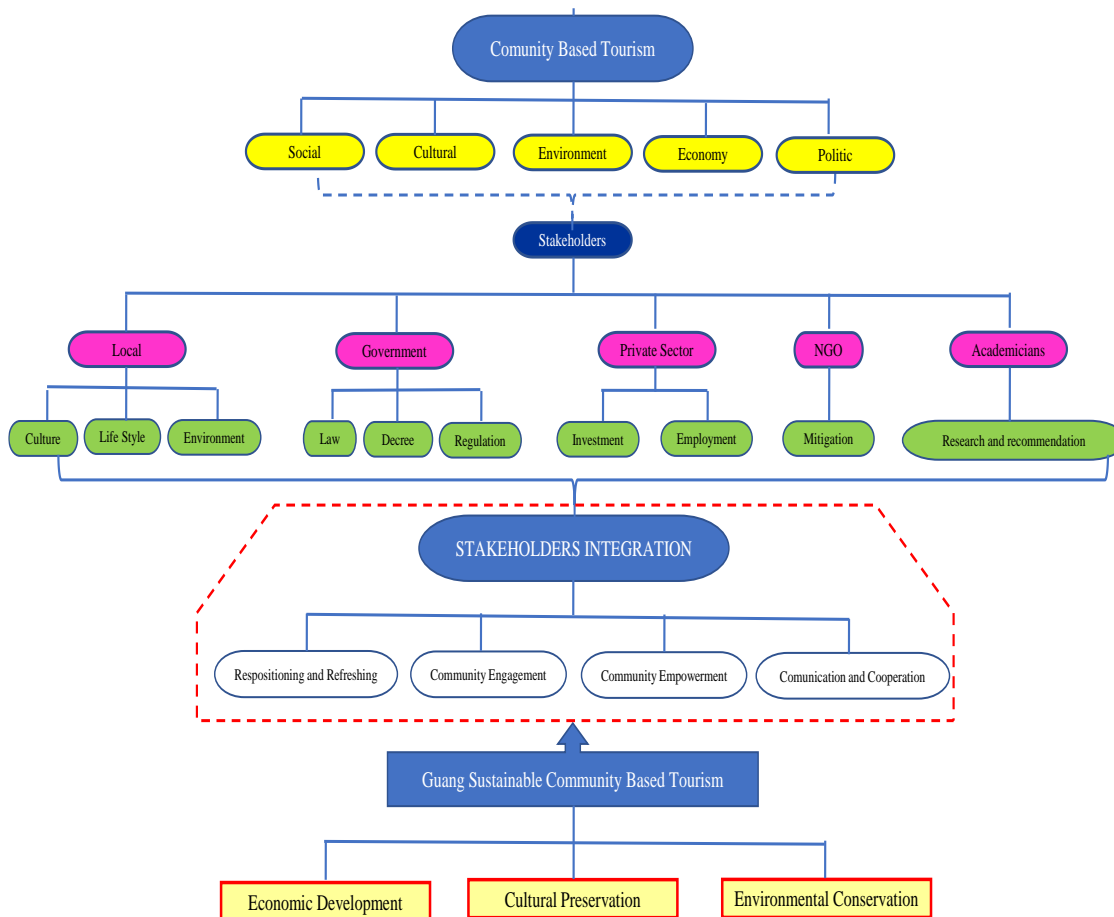 Comunity Based Tourism
Social
Cultural
Environment
Economy
Politic
Stakeholders
Local
Government
Private Sector
NGO
Academicians
Culture
Life Style
Environment
Law
Decree
Regulation
Investment
Employment
Mitigation
Research and recommendation
STAKEHOLDERS INTEGRATION
Respositioning and Refreshing
Community Engagement
Community Empowerment
Comunication and Cooperation
Guang Sustainable Community Based Tourism
Economic Development
Cultural Preservation
Environmental Conservation